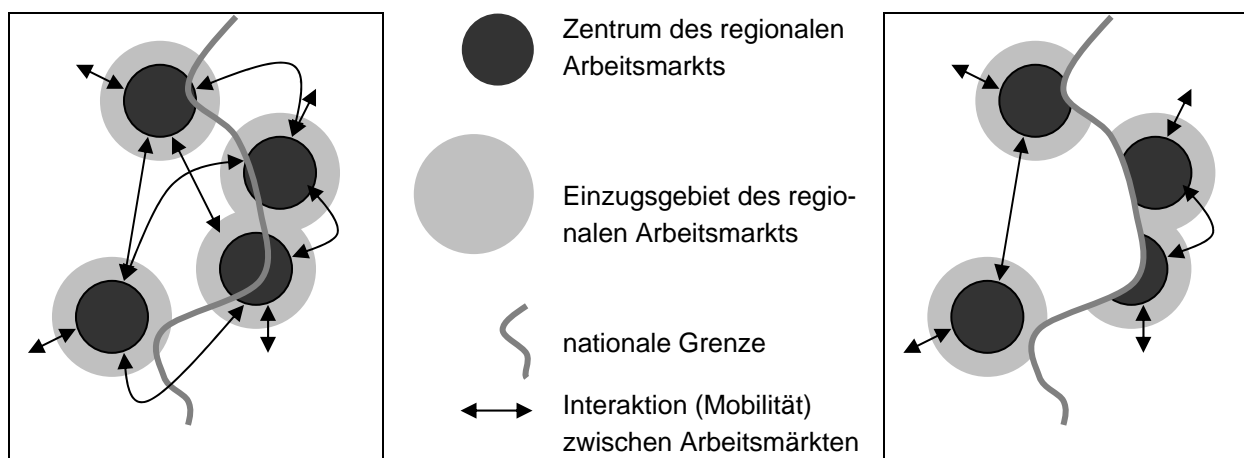 Zentrum des regionalen
Arbeitsmarkts
Einzugsgebiet des regio-
nalen Arbeitsmarkts
nationale Grenze
Interaktion (Mobilität)
zwischen Arbeitsmärkten